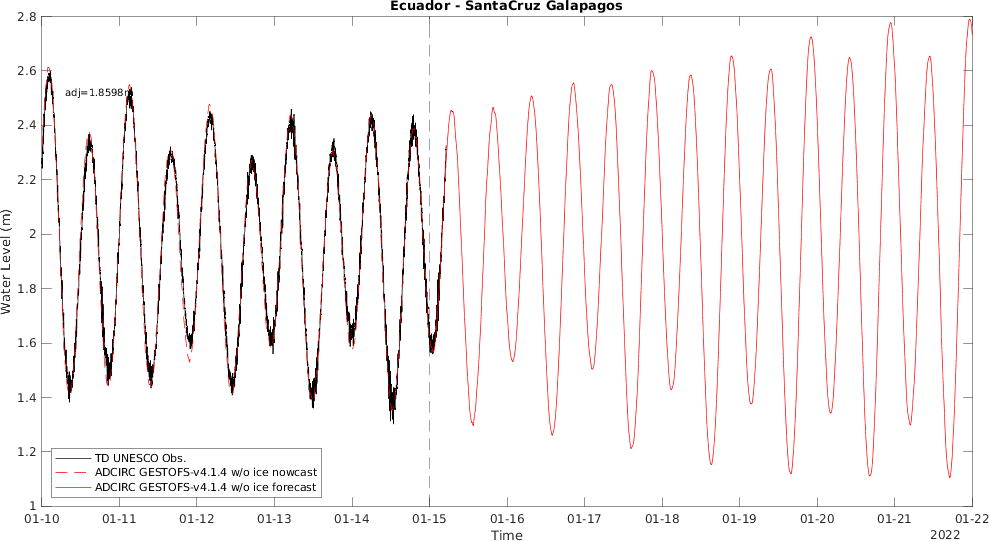 Ecuador - SantaCruz Galapagos
2.8
2.6
adj=1.8598
2.4
2.2
2
1.8
1.6
1.4
1.2
1
Water Level (m)
TD UNESCO Obs.
ADCIRC GESTOFS-v4.1.4 w/o ice nowcast
ADCIRC GESTOFS-v4.1.4 w/o ice forecast
01-10 01-11 01-12 01-13 01-14 01-15 01-16 01-17 01-18 01-19 01-20 01-21 01-22
Time
2022